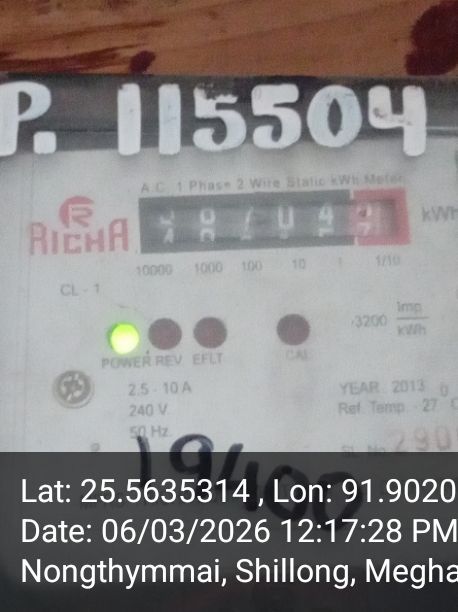 P. 115504
A.C. 1 Phase 2 Wire Static kWh Meter
RICHA
kWh
10000 1000 100 10 1 1/10
CL - 1
3200 Imp/kWh
POWER REV EFLT CAL
2.5 - 10 A
240 V.
50 Hz.
YEARː 2013
Ref. Temp. - 27
SL No. 290
Lat: 25.5635314 , Lon: 91.9020
Date: 06/03/2026 12:17:28 PM
Nongthymmai, Shillong, Megha